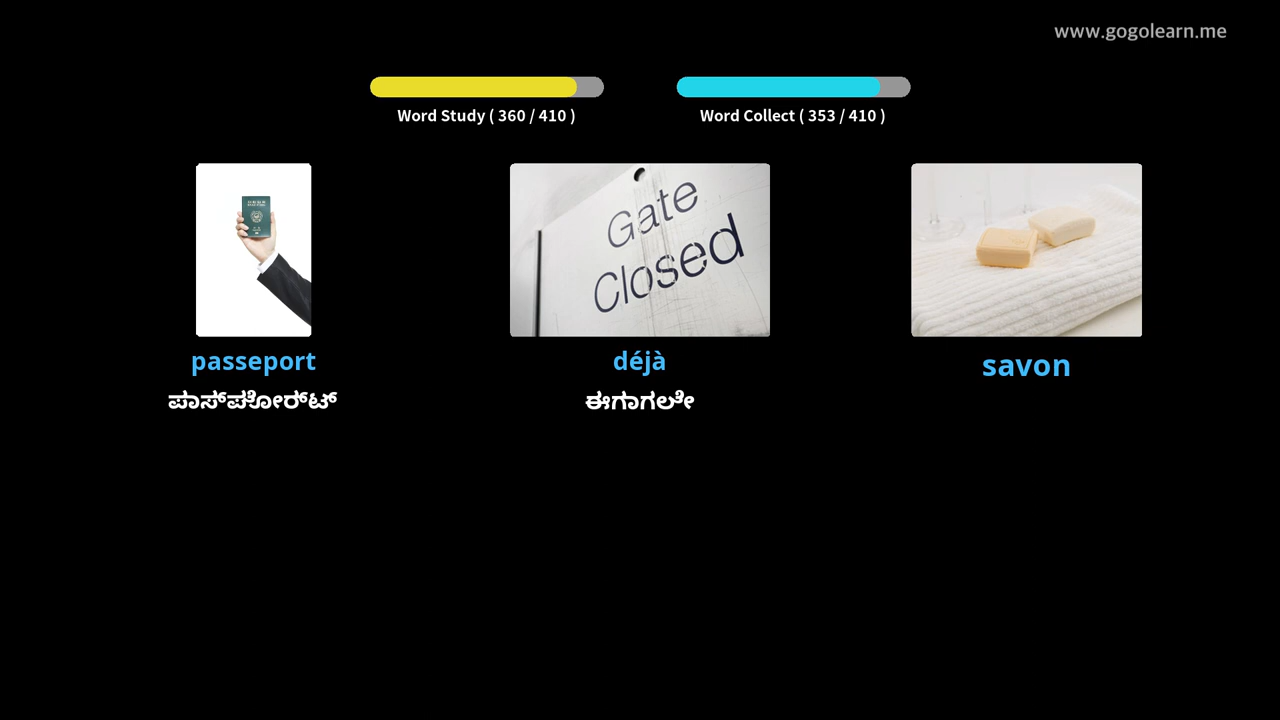 www.gogolearn.me
Word Study ( 360 / 410 )
Word Collect ( 353 / 410 )
Gate
Closed
passeport
déjà
savon
ಪಾಸ್‌ಪೋರ್‌ಟ್
ಈಗಾಗಲೇ